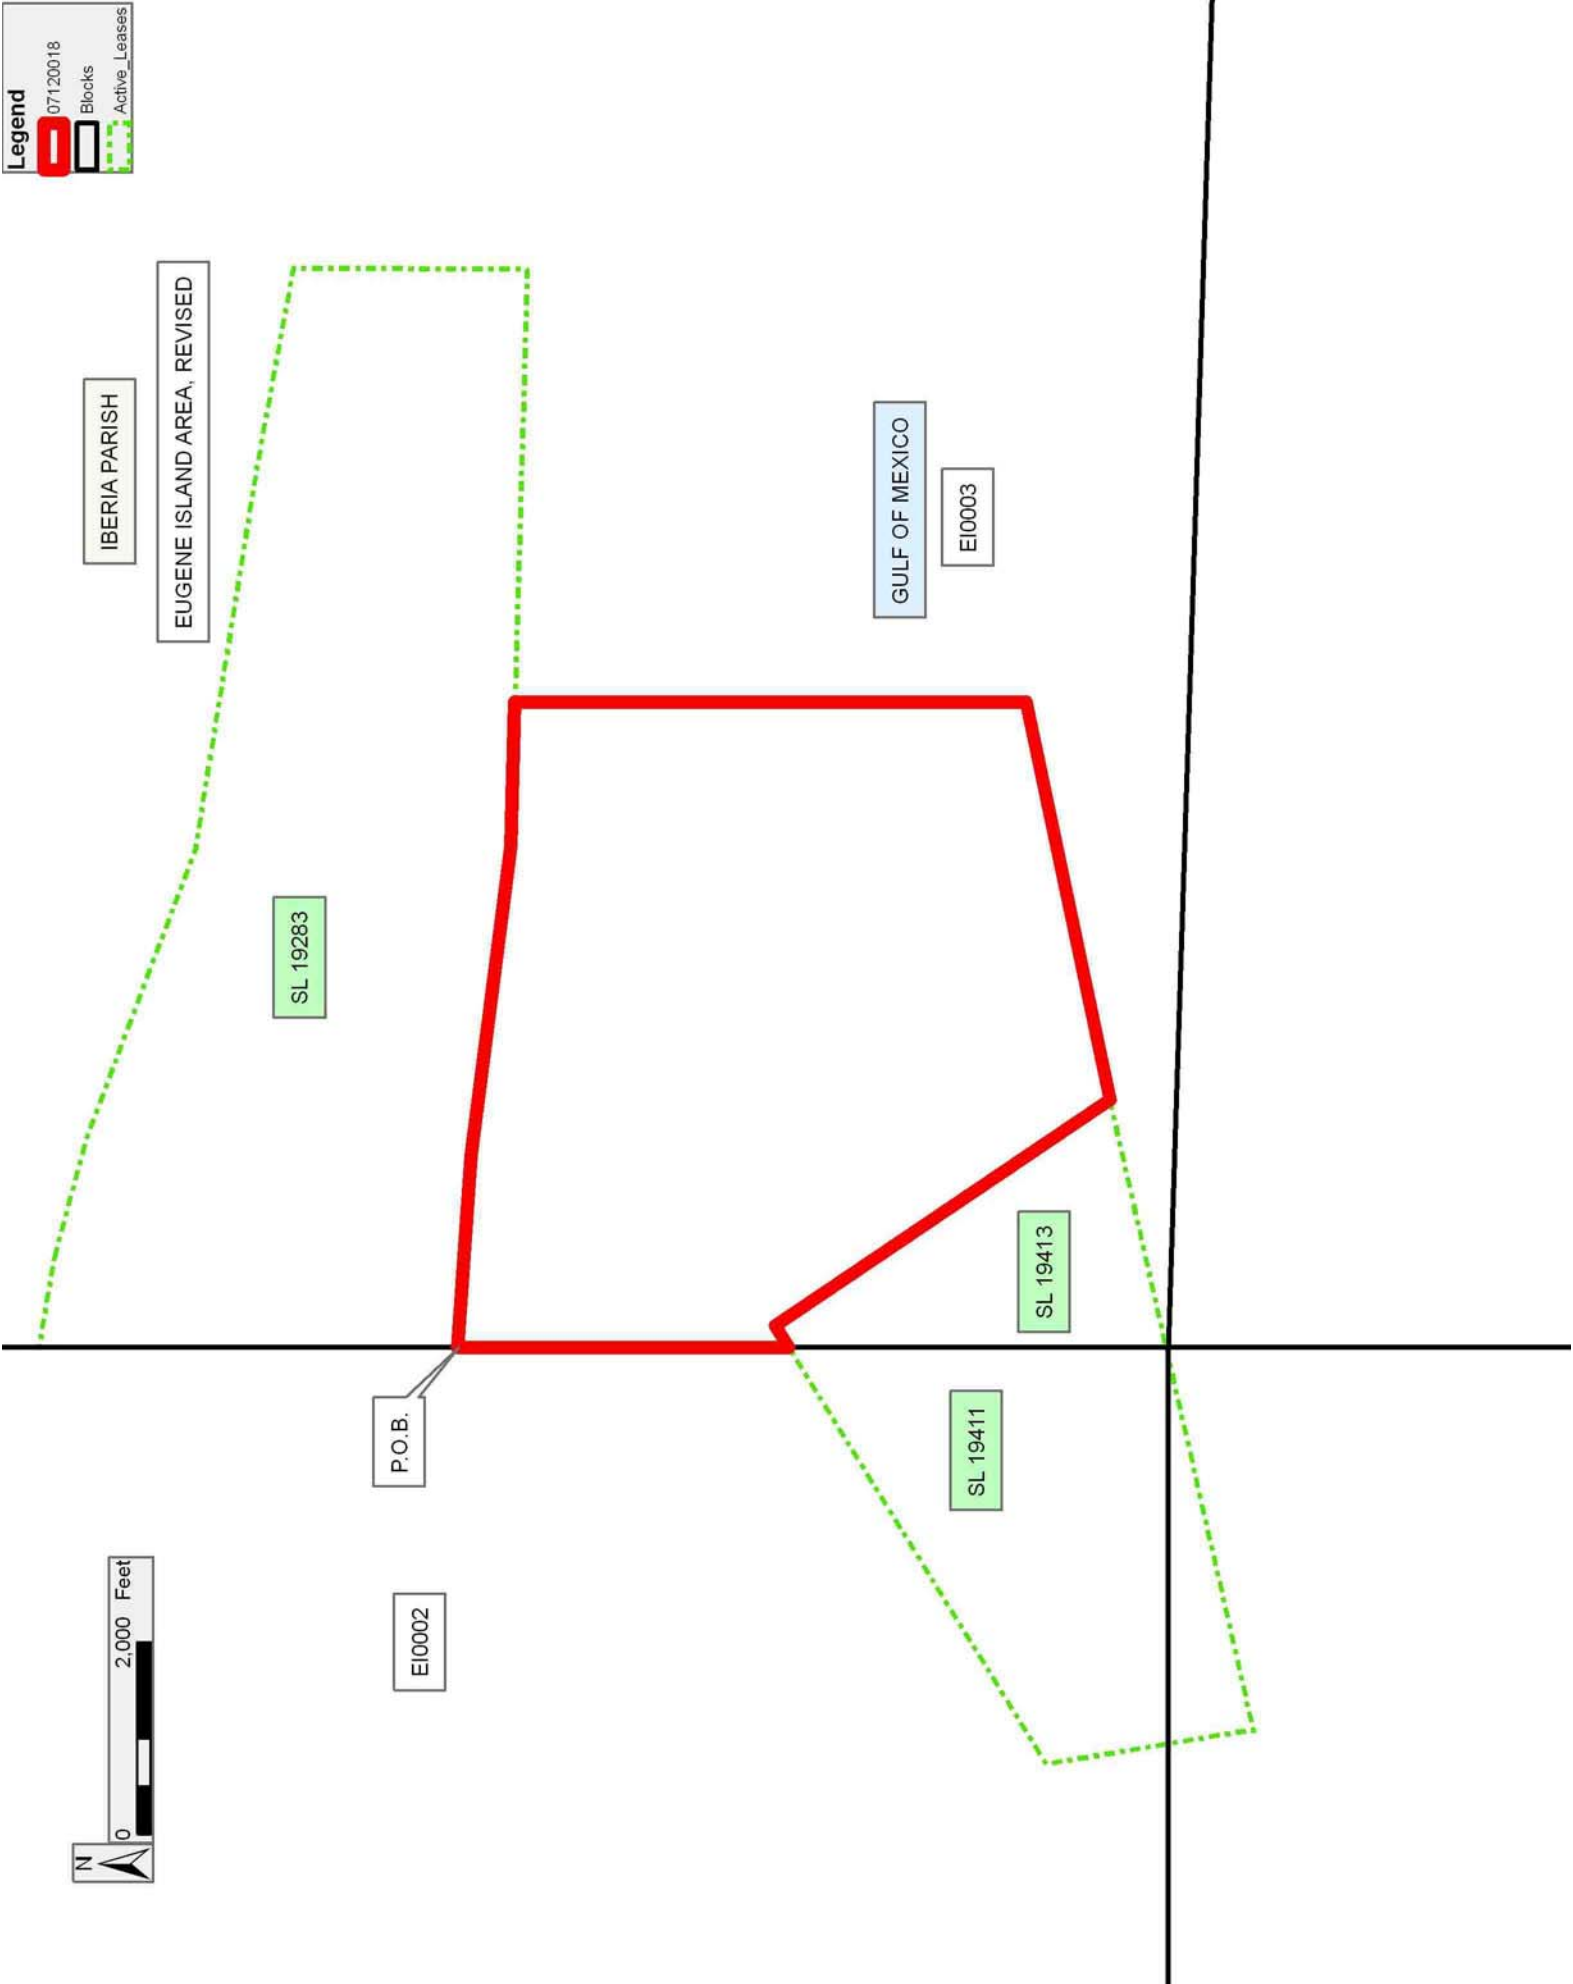 Legend
07120018
Blocks
Active_Leases
IBERIA PARISH
EUGENE ISLAND AREA, REVISED
N
0 2,000 Feet
SL 19283
P.O.B.
EI0002
GULF OF MEXICO
EI0003
SL 19411
SL 19413